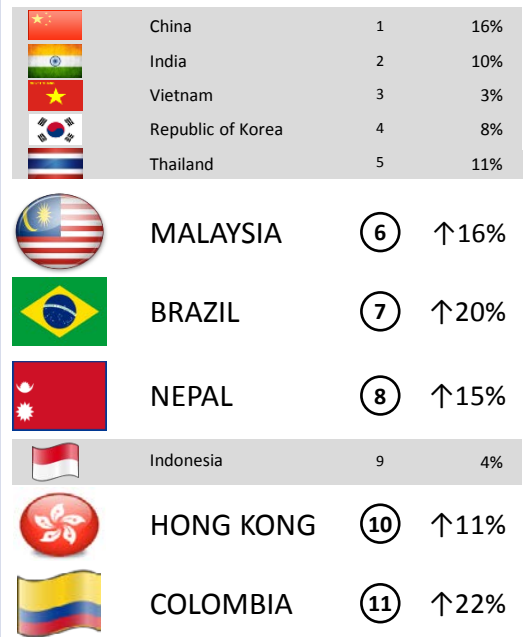 China 1 16%
India 2 10%
Vietnam 3 3%
Republic of Korea 4 8%
Thailand 5 11%
MALAYSIA 6 ↑16%
BRAZIL 7 ↑20%
NEPAL 8 ↑15%
Indonesia 9 4%
HONG KONG 10 ↑11%
COLOMBIA 11 ↑22%